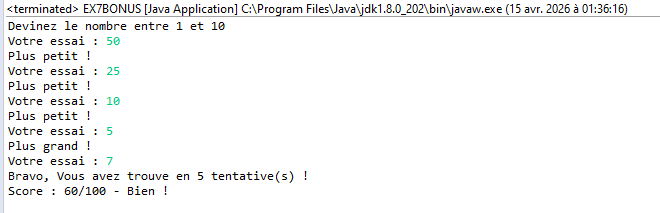 <terminated> EX7BONUS [Java Application] C:\Program Files\Java\jdk1.8.0_202\bin\javaw.exe (15 avr. 2026 à 01:36:16)
Devinez le nombre entre 1 et 10
Votre essai : 50
Plus petit !
Votre essai : 25
Plus petit !
Votre essai : 10
Plus petit !
Votre essai : 5
Plus grand !
Votre essai : 7
Bravo, Vous avez trouve en 5 tentative(s) !
Score : 60/100 - Bien !